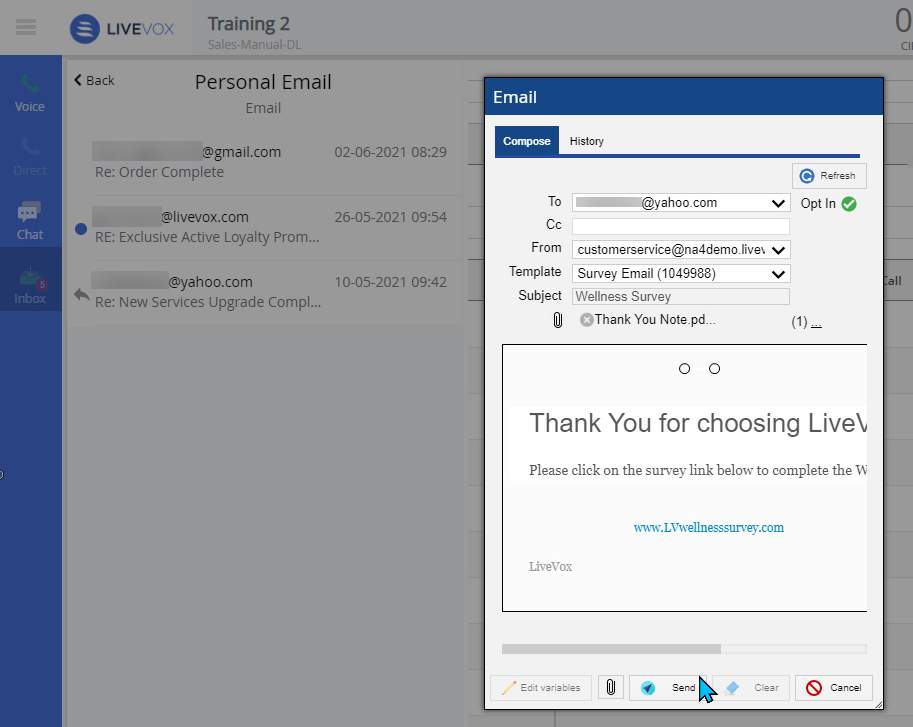 LIVEVOX
Training 2
Sales-Manual-DL
0
Voice
Direct
Chat
5
Inbox
Back
Personal Email
Email
@gmail.com 02-06-2021 08:29
Re: Order Complete
@livevox.com 26-05-2021 09:54
RE: Exclusive Active Loyalty Prom...
@yahoo.com 10-05-2021 09:42
Re: New Services Upgrade Compl...
Call
Email
Compose History
Refresh
To @yahoo.com Opt In
Cc
From customerservice@na4demo.livev
Template Survey Email (1049988)
Subject Wellness Survey
Thank You Note.pd... (1) ...
Thank You for choosing LiveV
Please click on the survey link below to complete the W
www.LVwellnesssurvey.com
LiveVox
Edit variables Send Clear Cancel